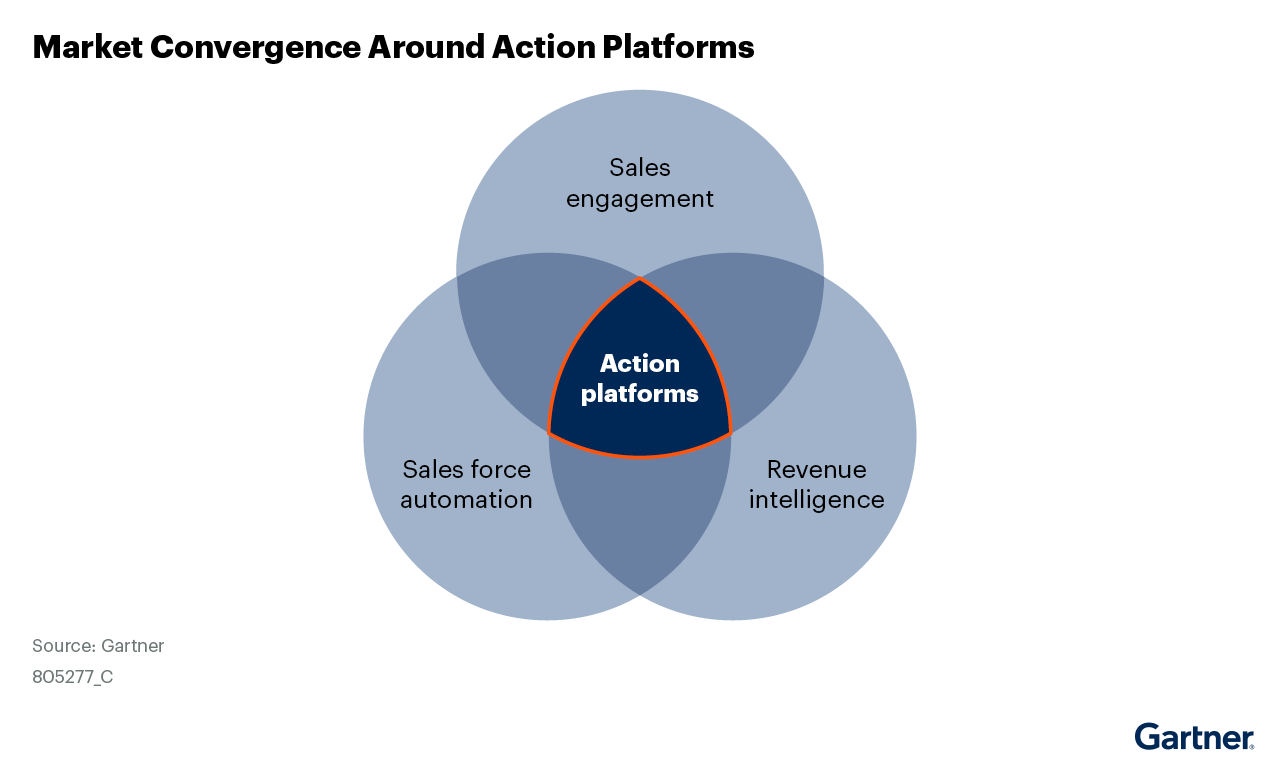 Market Convergence Around Action Platforms
Sales
engagement
Action
platforms
Sales force
automation
Revenue
intelligence
Source: Gartner
805277_C
Gartner®